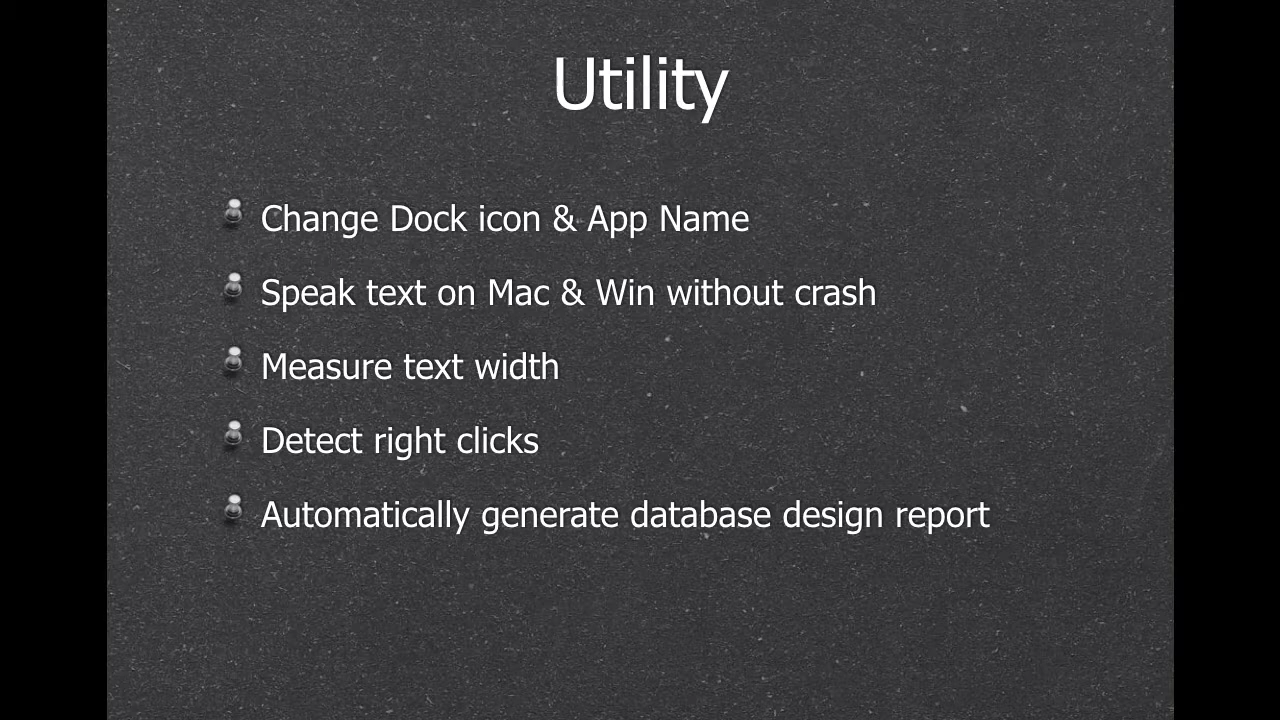 Utility
Change Dock icon & App Name
Speak text on Mac & Win without crash
Measure text width
Detect right clicks
Automatically generate database design report